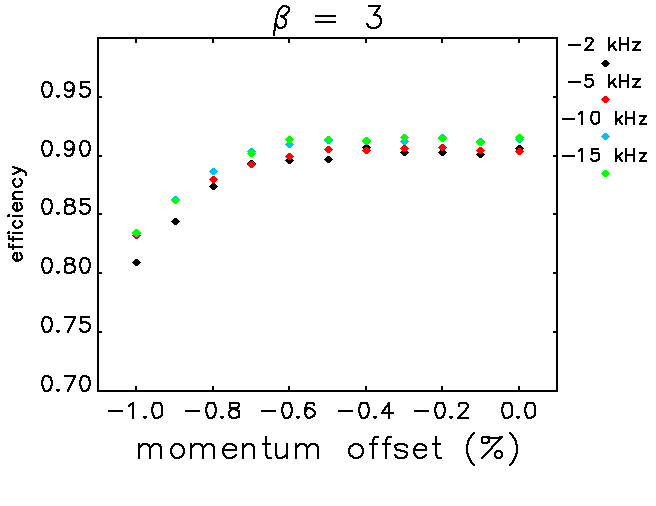 β = 3
−2 kHz
−5 kHz
−10 kHz
−15 kHz
0.95
0.90
0.85
0.80
0.75
0.70
efficiency
−1.0 −0.8 −0.6 −0.4 −0.2 0.0
momentum offset (%)